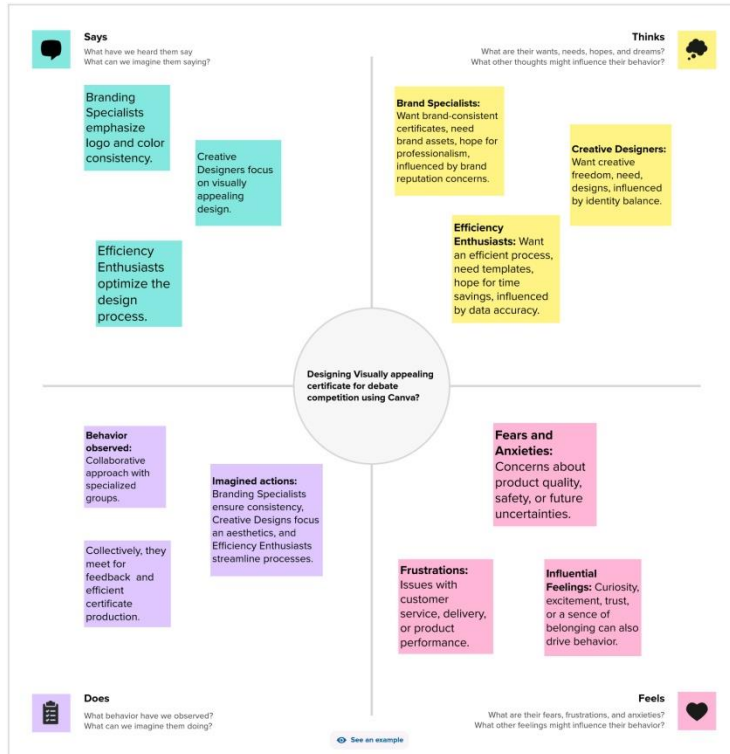 Says
What have we heard them say
What can we imagine them saying?
Branding
Specialists
emphasize
logo and color
consistency.
Creative
Designers focus
on visually
appealing
design.
Efficiency
Enthusiasts
optimize the
design
process.
Thinks
What are their wants, needs, hopes, and dreams?
What other thoughts might influence their behavior?
Brand Specialists:
Want brand-consistent
certificates, need
brand assets, hope for
professionalism,
influenced by brand
reputation concerns.
Creative Designers:
Want creative
freedom, need,
designs, influenced
by identity balance.
Efficiency
Enthusiasts: Want
an efficient process,
need templates,
hope for time
savings, influenced
by data accuracy.
Designing Visually appealing
certificate for debate
competition using Canva?
Behavior
observed:
Collaborative
approach with
specialized
groups.
Imagined actions:
Branding Specialists
ensure consistency,
Creative Designs focus
an aesthetics, and
Efficiency Enthusiasts
streamline processes.
Collectively, they
meet for
feedback and
efficient
certificate
production.
Does
What behavior have we observed?
What can we imagine them doing?
Fears and
Anxieties:
Concerns about
product quality,
safety, or future
uncertainties.
Frustrations:
Issues with
customer
service, delivery,
or product
performance.
Influential
Feelings: Curiosity,
excitement, trust,
or a sence of
belonging can also
drive behavior.
Feels
What are their fears, frustrations, and anxieties?
What other feelings might influence their behavior?
See an example